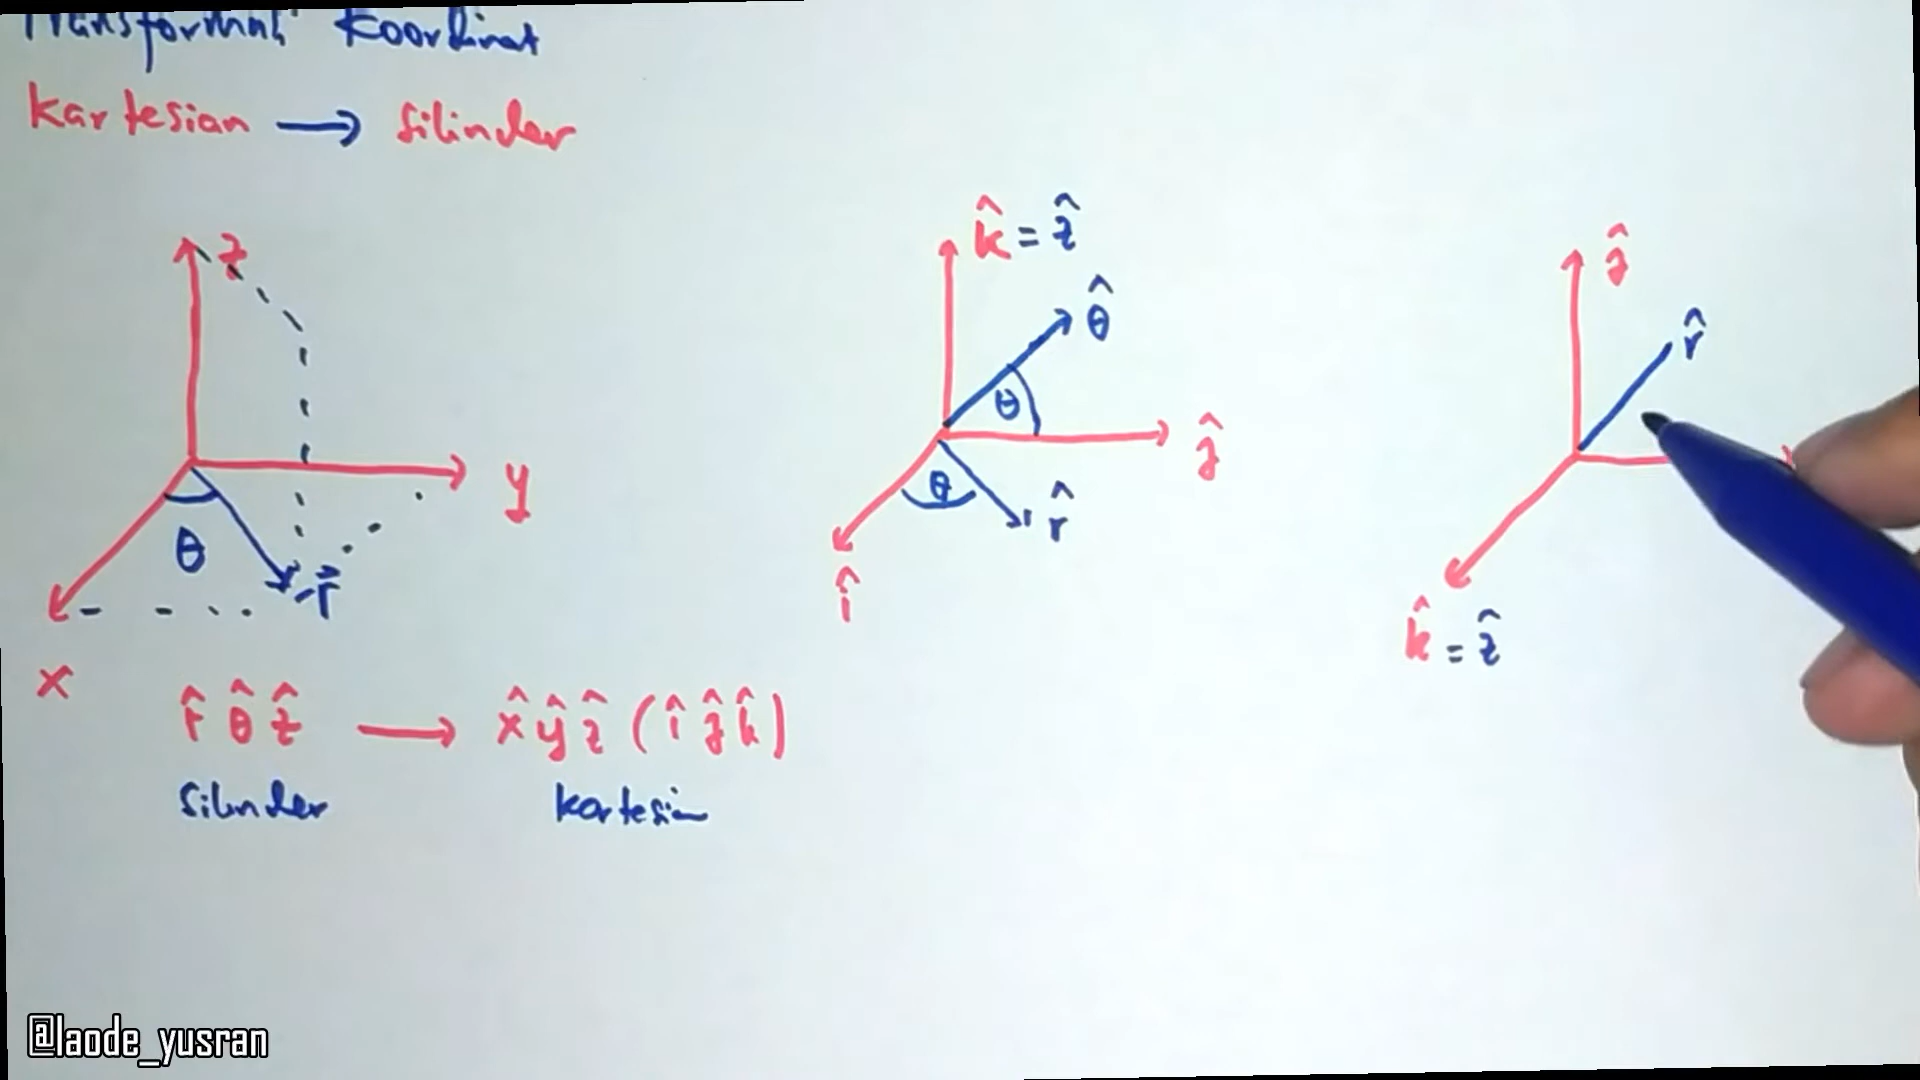 Transformasi Koordinat
Kartesian → Silinder
z
y
θ
r⃗
x
k̂ = ẑ
θ̂
θ
ĵ
θ
r̂
î
ĵ
r̂
k̂ = ẑ
r̂ θ̂ ẑ → x̂ ŷ ẑ (î ĵ k̂)
Silinder kartesian
@laode_yusran